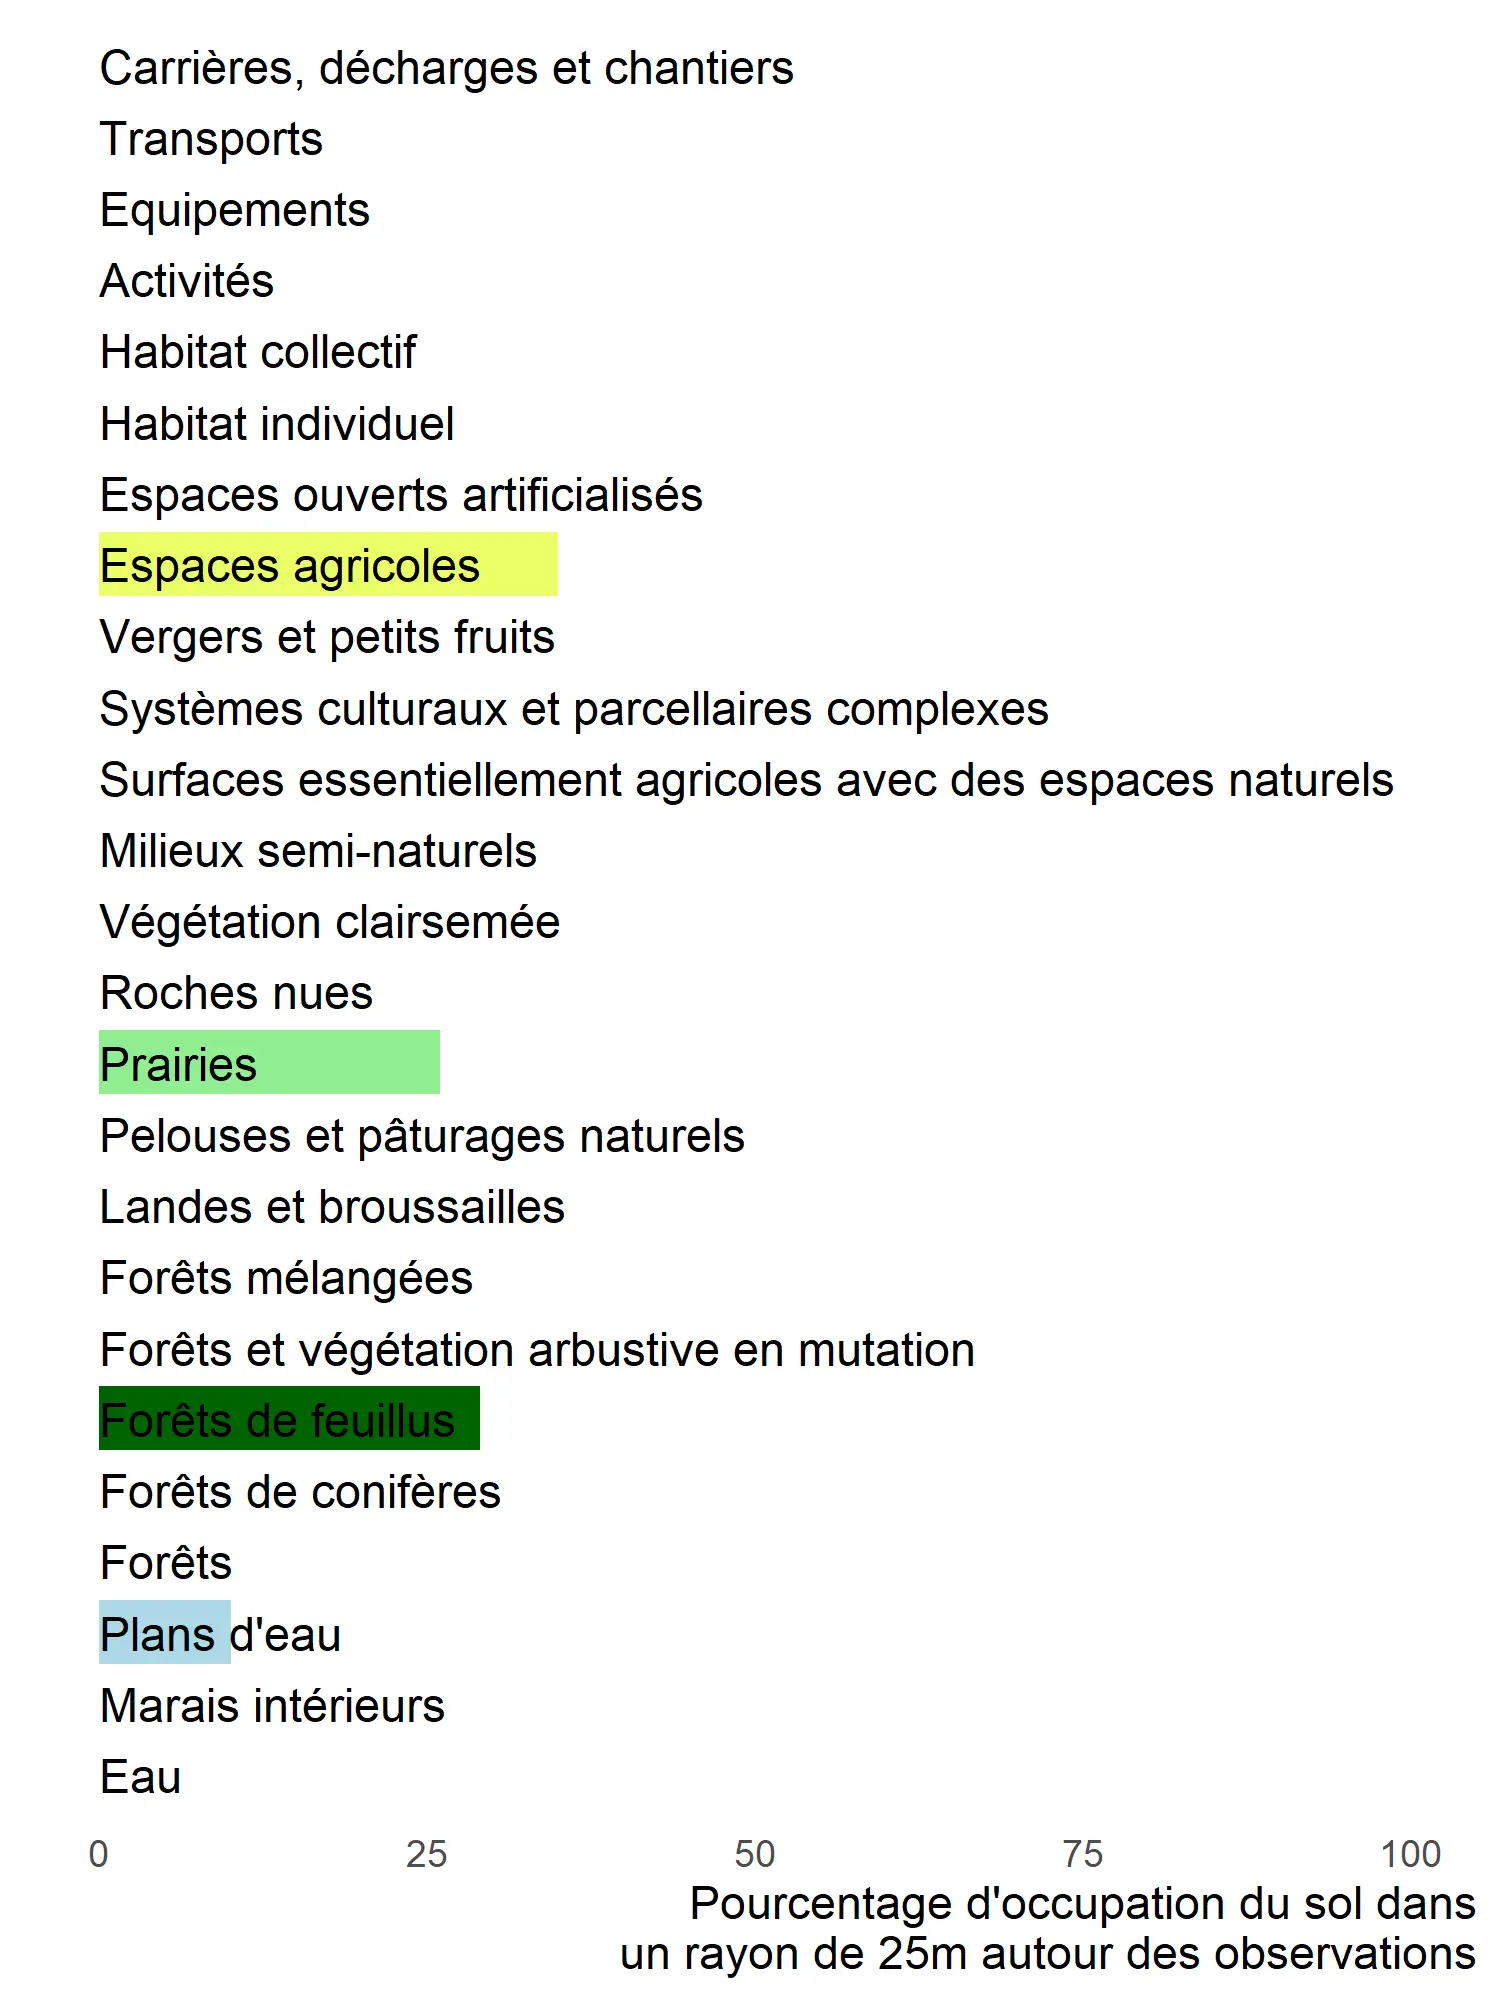 Carrières, décharges et chantiers
Transports
Equipements
Activités
Habitat collectif
Habitat individuel
Espaces ouverts artificialisés
Espaces agricoles
Vergers et petits fruits
Systèmes culturaux et parcellaires complexes
Surfaces essentiellement agricoles avec des espaces naturels
Milieux semi-naturels
Végétation clairsemée
Roches nues
Prairies
Pelouses et pâturages naturels
Landes et broussailles
Forêts mélangées
Forêts et végétation arbustive en mutation
Forêts de feuillus
Forêts de conifères
Forêts
Plans d'eau
Marais intérieurs
Eau
0 25 50 75 100
Pourcentage d'occupation du sol dans
un rayon de 25m autour des observations